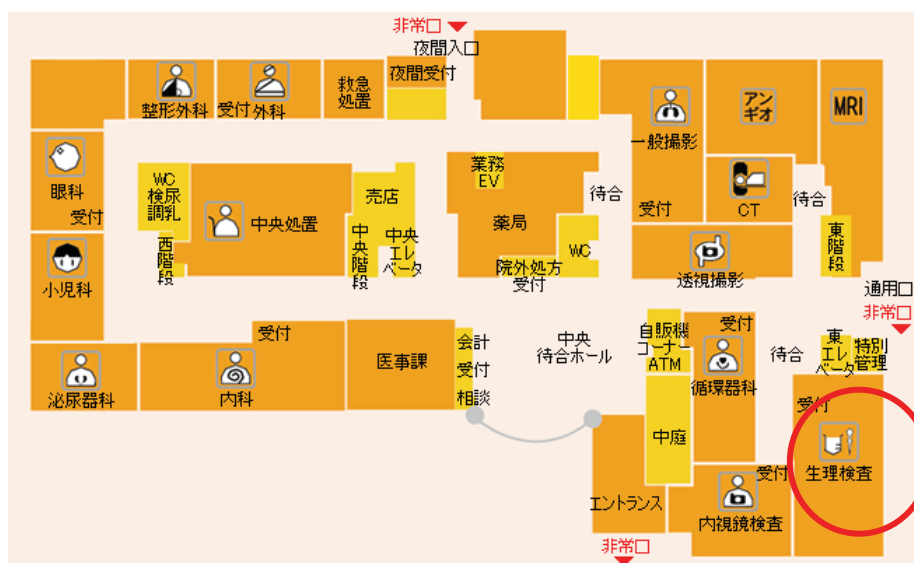 非常口
夜間入口
夜間受付
救急
処置
整形外科
受付
外科
一般撮影
アン
ギオ
MRI
眼科
受付
WC
検尿
調乳
中央処置
売店
業務
EV
薬局
待合
受付
CT
待合
西階段
中央階段
中央
エレ
ベータ
院外処方
受付
WC
透視撮影
東階段
小児科
通用口
非常口
泌尿器科
受付
内科
医事課
会計
受付
相談
中央
待合ホール
自販機
コーナー
ATM
受付
循環器科
待合
東
エレ
ベータ
特別
管理
中庭
受付
生理検査
エントランス
受付
内視鏡検査
非常口